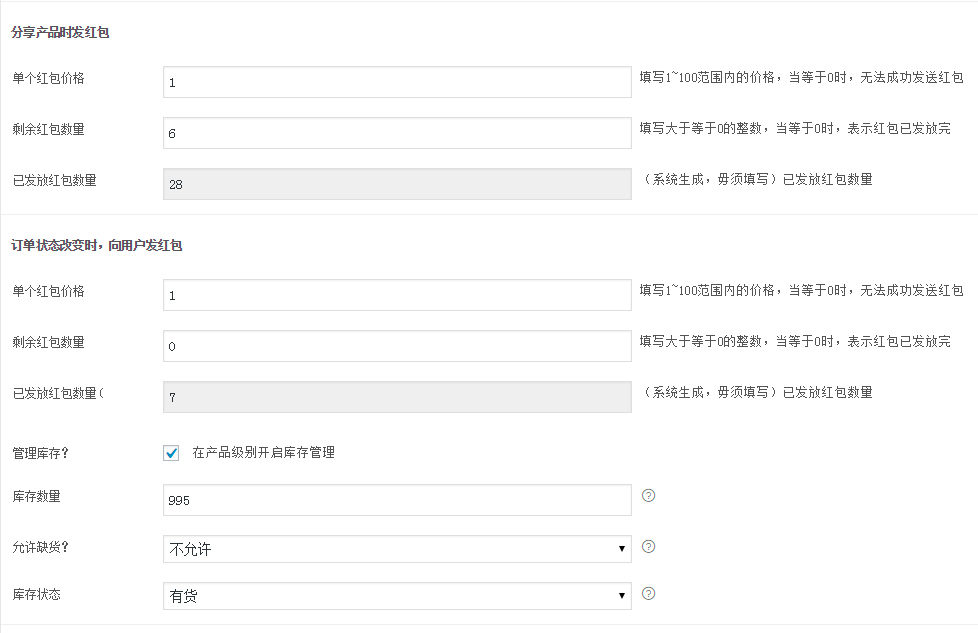 分享产品时发红包
单个红包价格 1 填写1~100范围内的价格，当等于0时，无法成功发送红包
剩余红包数量 6 填写大于等于0的整数，当等于0时，表示红包已发放完
已发放红包数量 28 （系统生成，毋须填写）已发放红包数量
订单状态改变时，向用户发红包
单个红包价格 1 填写1~100范围内的价格，当等于0时，无法成功发送红包
剩余红包数量 0 填写大于等于0的整数，当等于0时，表示红包已发放完
已发放红包数量（ 7 （系统生成，毋须填写）已发放红包数量
管理库存? 在产品级别开启库存管理
库存数量 995 ?
允许缺货? 不允许 ?
库存状态 有货 ?